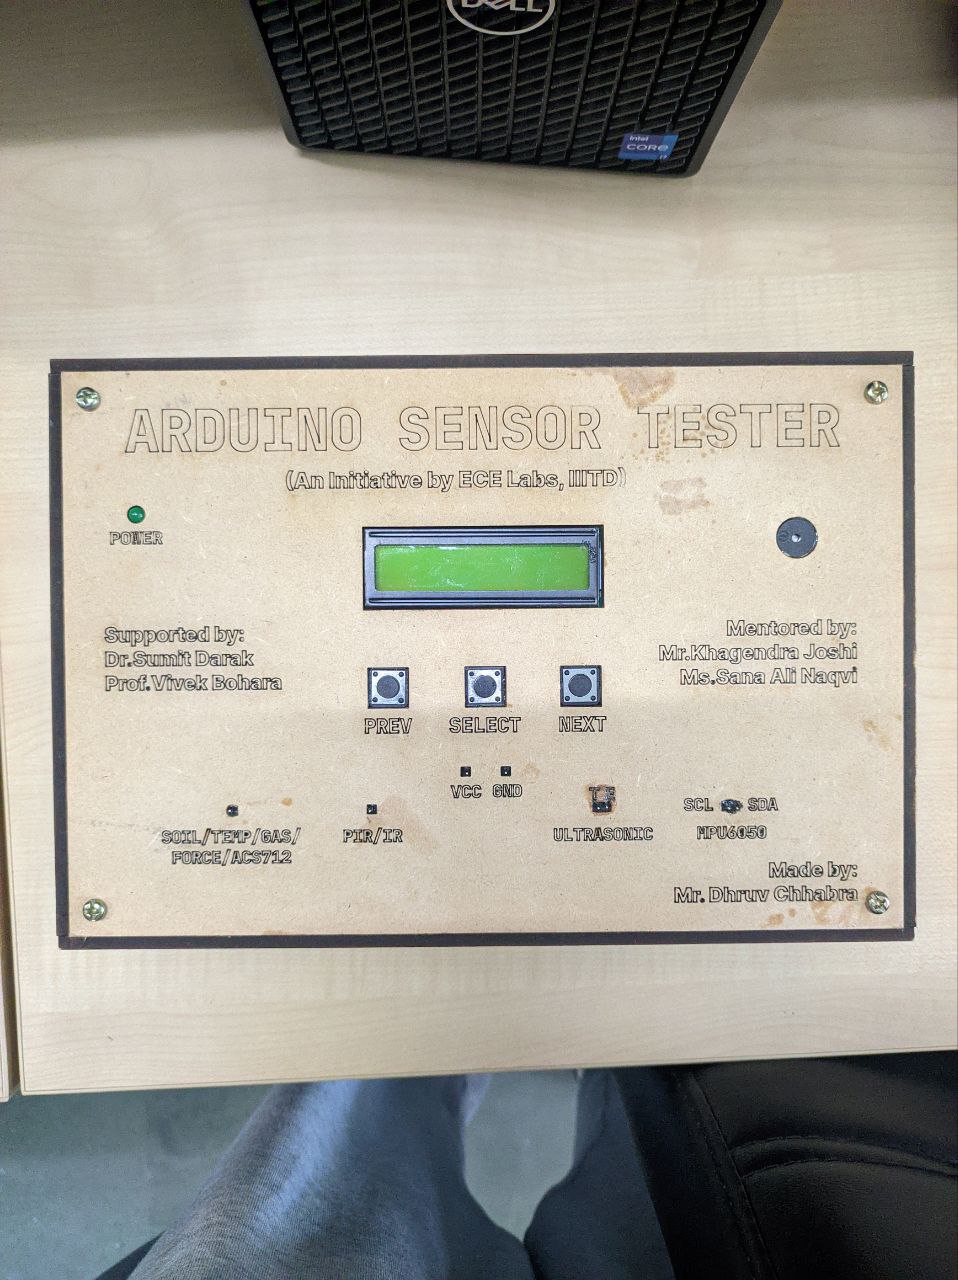 DELL
intel
CORE
i7
ARDUINO SENSOR TESTER
(An Initiative by ECE Labs, IIITD)
POWER
Supported by:
Dr.Sumit Darak
Prof.Vivek Bohara
Mentored by:
Mr.Khagendra Joshi
Ms.Sana Ali Naqvi
PREV SELECT NEXT
VCC GND
T E
SCL SDA
SOIL/TEMP/GAS/
FORCE/ACS712
PIR/IR
ULTRASONIC
MPU6050
Made by:
Mr. Dhruv Chhabra